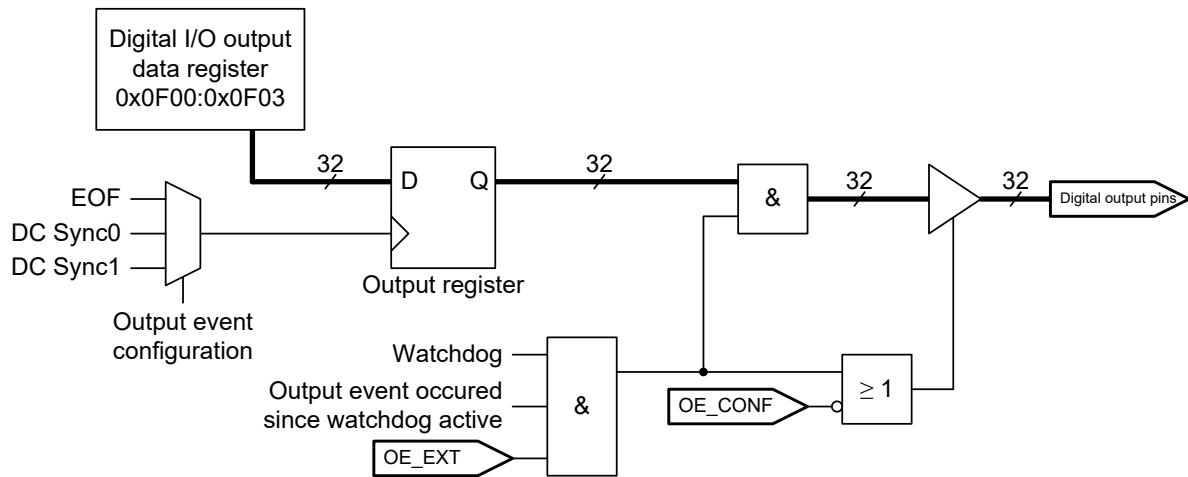 Digital I/O output
data register
0x0F00:0x0F03
32
D
Q
32
&
32
32
Digital output pins
EOF
DC Sync0
DC Sync1
Output event
configuration
Output register
Watchdog
Output event occured
since watchdog active
OE_EXT
&
OE_CONF
≥ 1